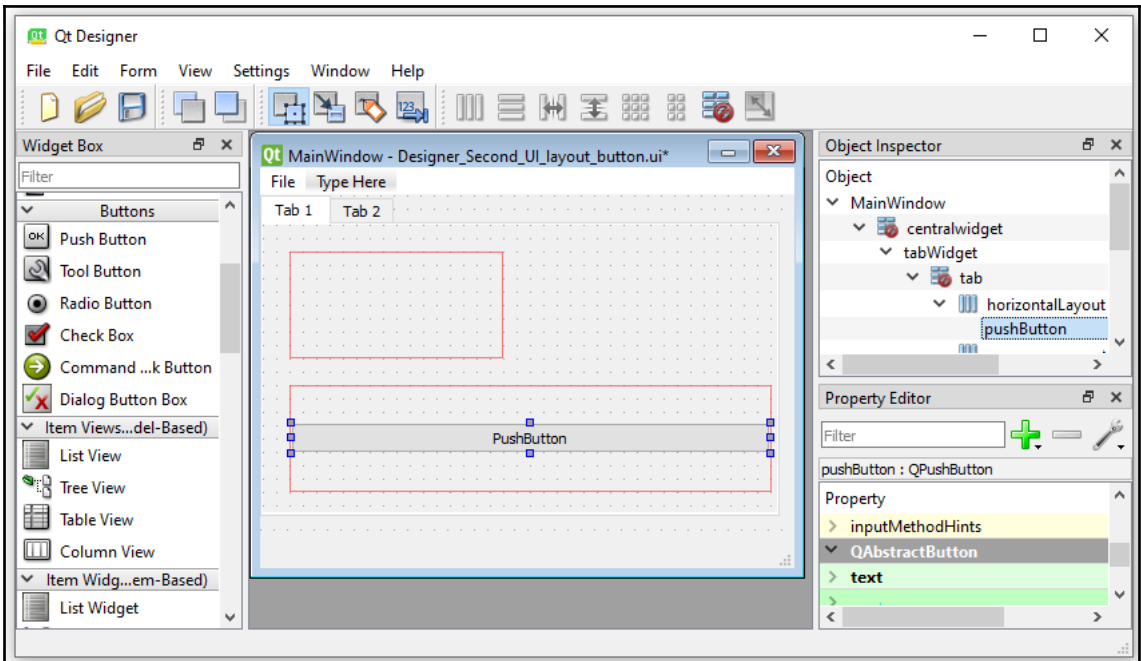 Qt Designer
File Edit Form View Settings Window Help
123
Widget Box
Filter
Buttons
OK Push Button
Tool Button
Radio Button
Check Box
Command ...k Button
Dialog Button Box
Item Views...del-Based)
List View
Tree View
Table View
Column View
Item Widg...em-Based)
List Widget
Qt MainWindow - Designer_Second_UI_layout_button.ui*
File Type Here
Tab 1 Tab 2
PushButton
Object Inspector
Object
MainWindow
centralwidget
tabWidget
tab
horizontalLayout
pushButton
Property Editor
Filter
pushButton : QPushButton
Property
inputMethodHints
QAbstractButton
text